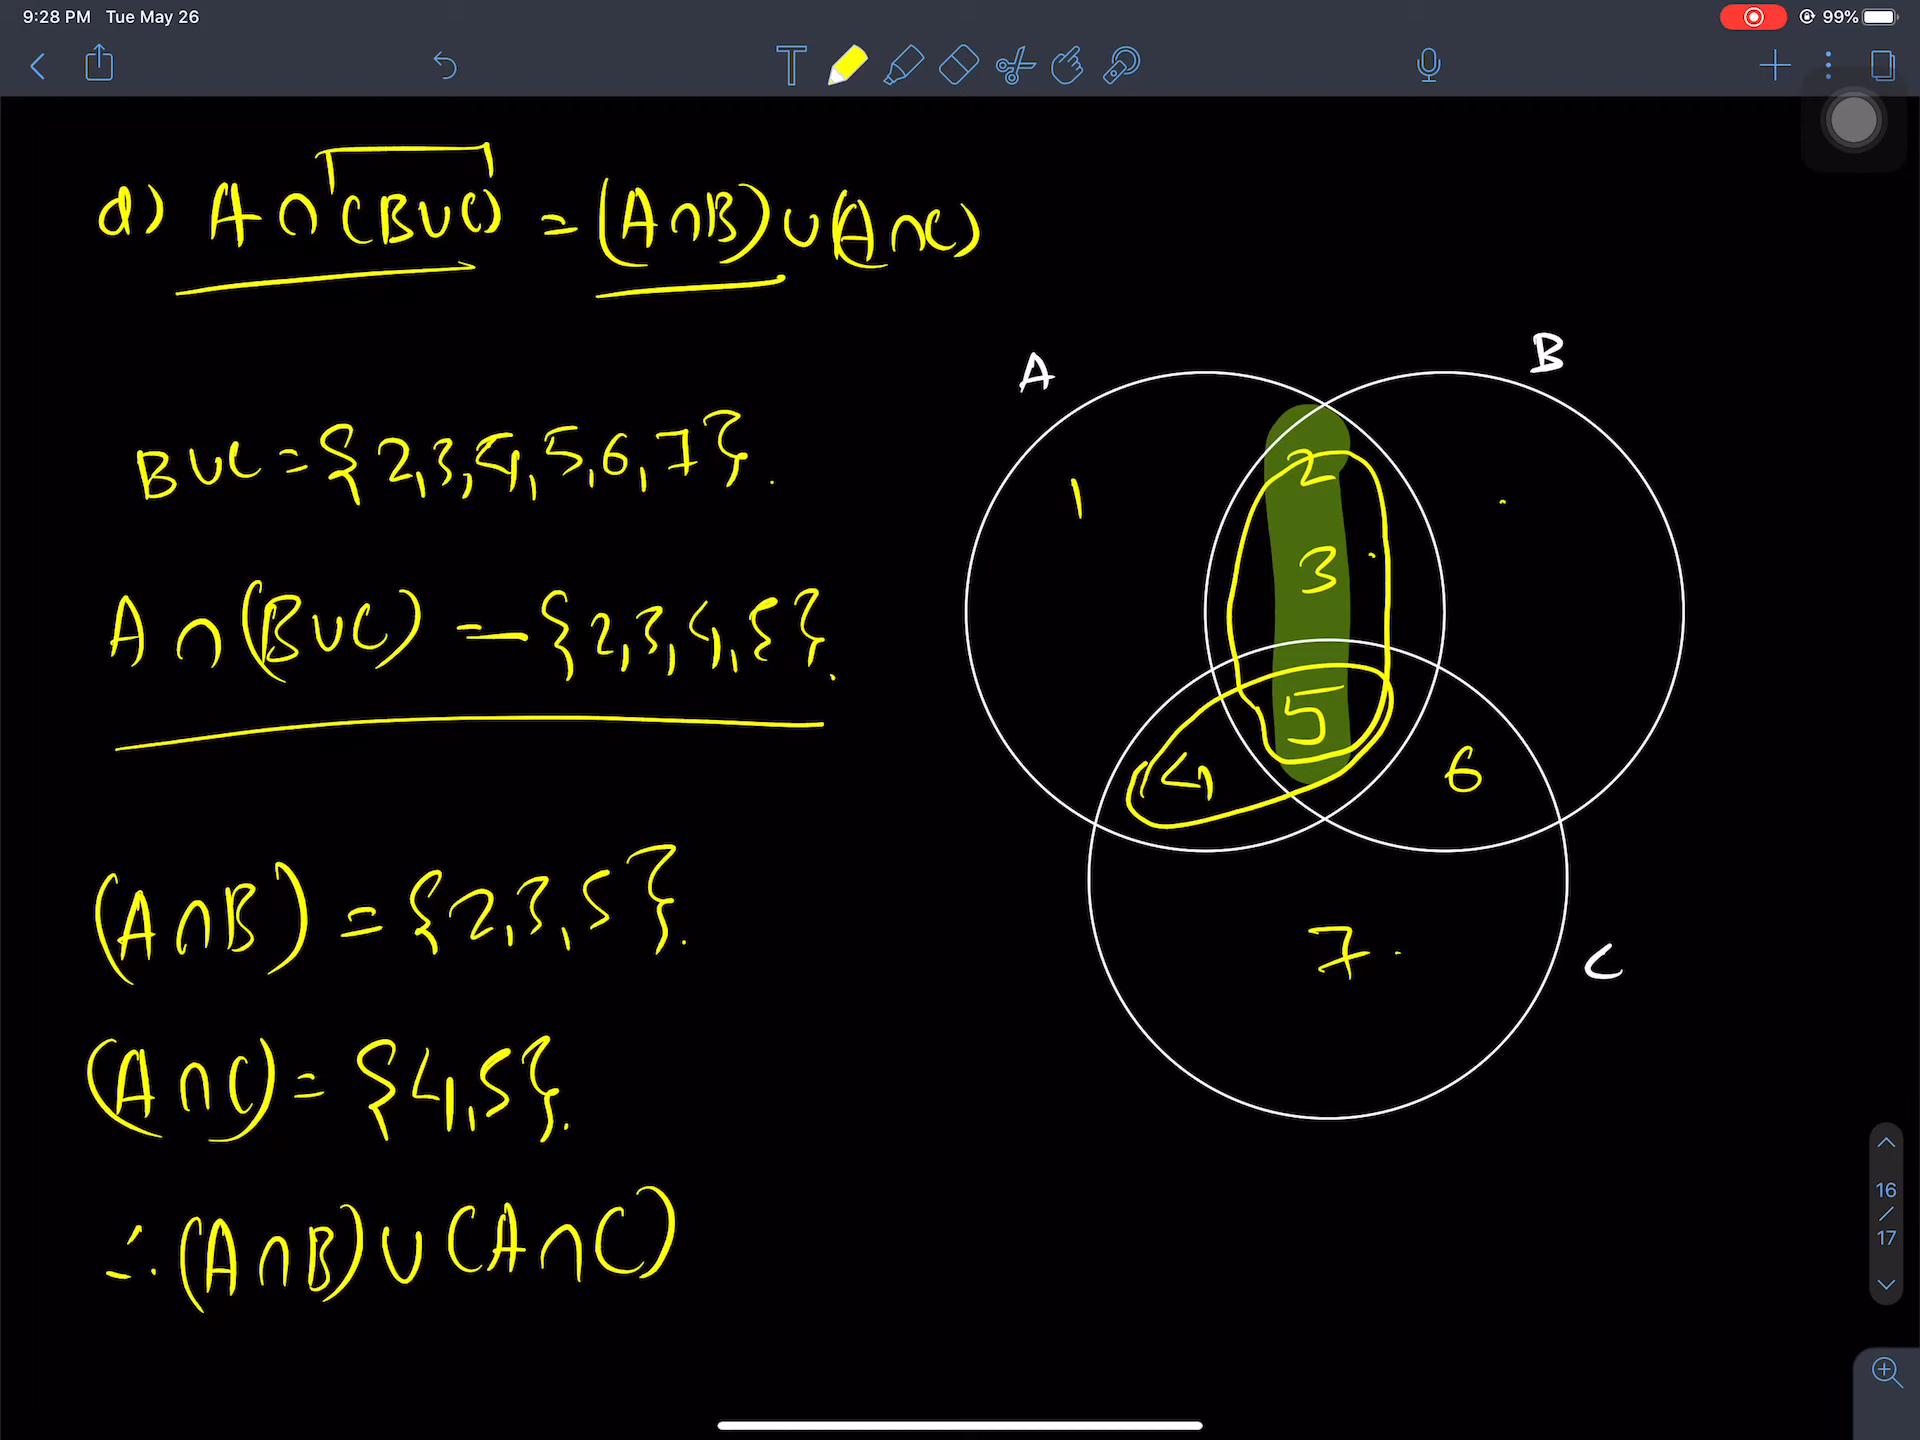 9:28 PM Tue May 26
99%
d) A∩(B∪C) = (A∩B)∪(A∩C)
A
B
B∪C = {2,3,4,5,6,7}.
1
2
3
A∩(B∪C) = {2,3,4,5}.
5
4
6
(A∩B) = {2,3,5}.
7
C
(A∩C) = {4,5}.
∴ (A∩B)∪(A∩C)
16
/
17